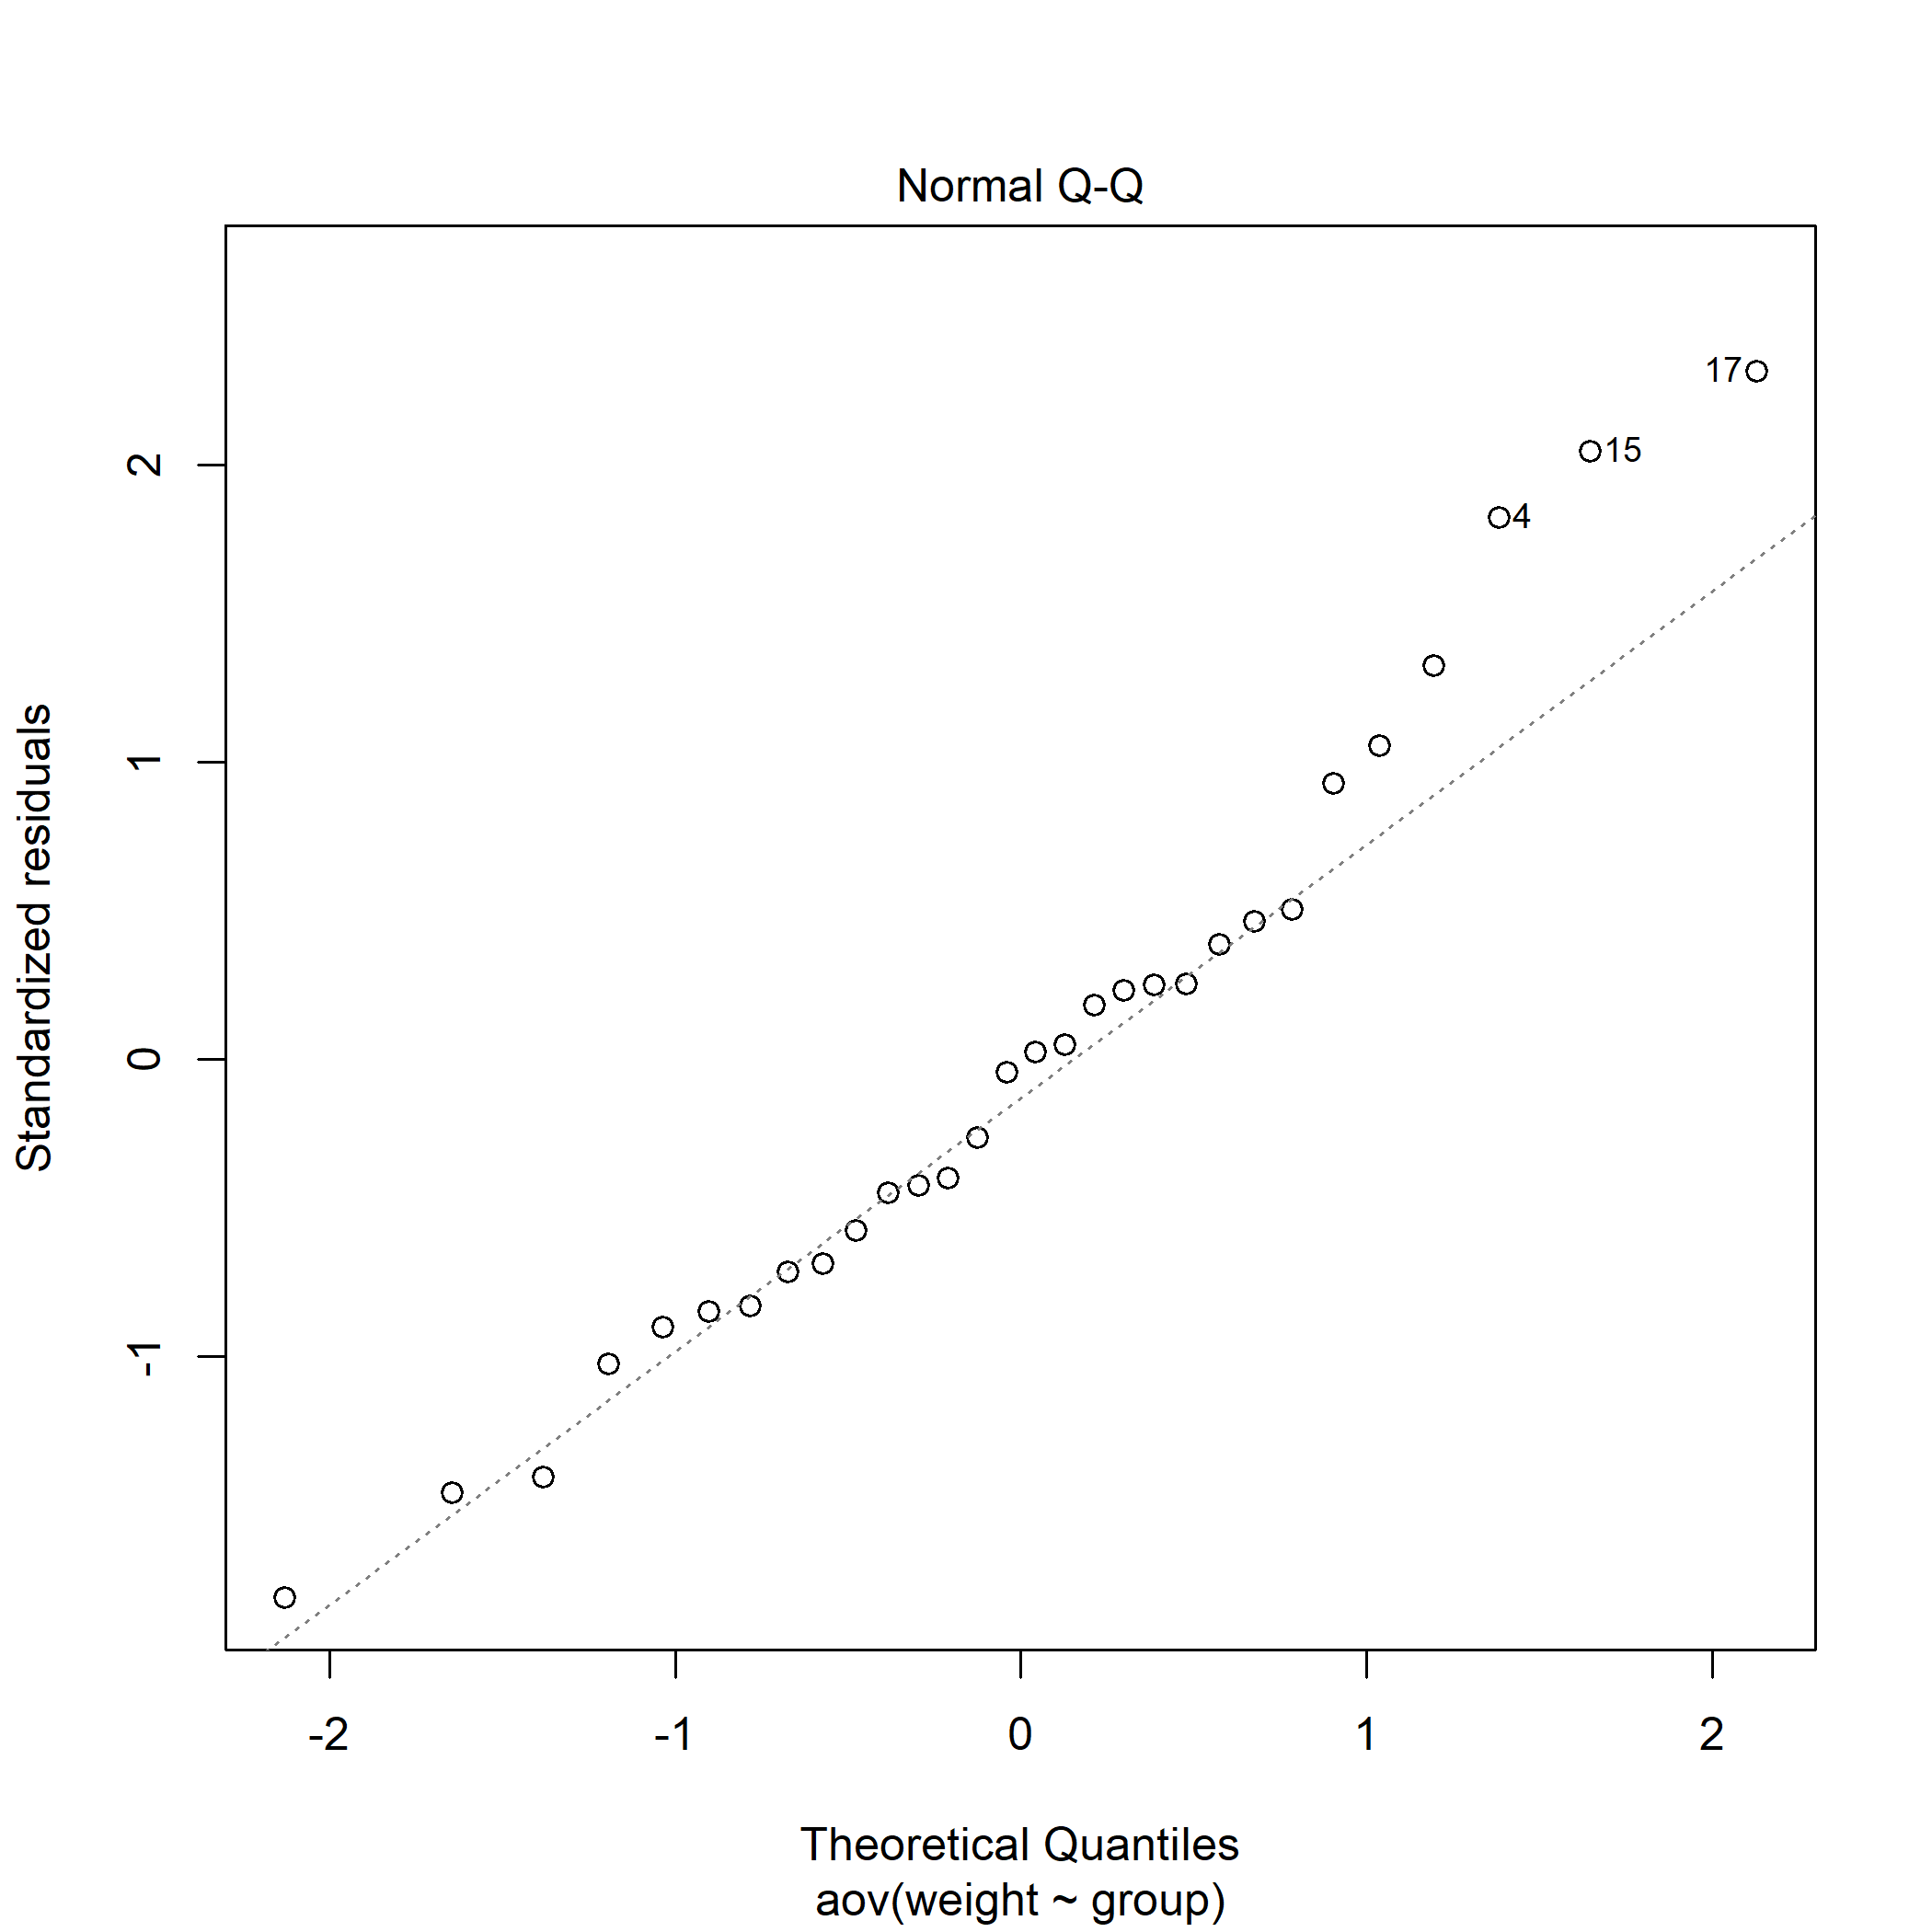 Normal Q-Q
Standardized residuals
2
1
0
-1
17
15
4
-2 -1 0 1 2
Theoretical Quantiles
aov(weight ~ group)